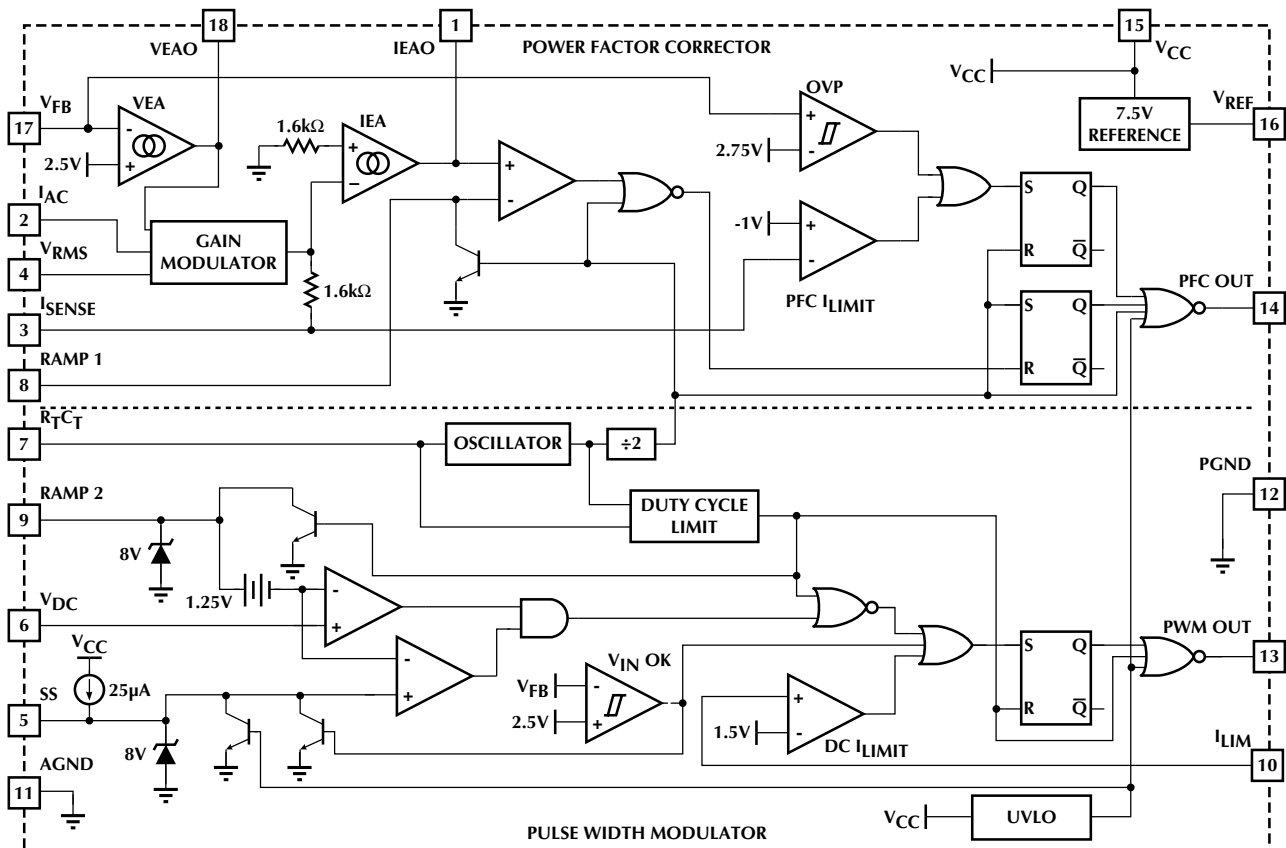 18
1
15
VEAO
IEAO
POWER FACTOR CORRECTOR
VCC
VCC
VFB
VEA
OVP
VREF
17
-
+
2.5V
1.6kΩ
IEA
+
−
+
-
2.75V
7.5V
REFERENCE
16
IAC
2
VRMS
4
GAIN
MODULATOR
+
-
-1V
+
-
S
Q
R
Q
1.6kΩ
ISENSE
3
PFC ILIMIT
S
Q
R
Q
PFC OUT
14
RAMP 1
8
RTCT
7
OSCILLATOR
÷2
PGND
12
RAMP 2
9
DUTY CYCLE
LIMIT
8V
1.25V
-
+
VDC
6
VCC
25µA
-
+
VIN OK
VFB
-
2.5V
+
S
Q
R
Q
PWM OUT
13
SS
5
8V
+
1.5V
-
DC ILIMIT
ILIM
10
AGND
11
VCC
UVLO
PULSE WIDTH MODULATOR